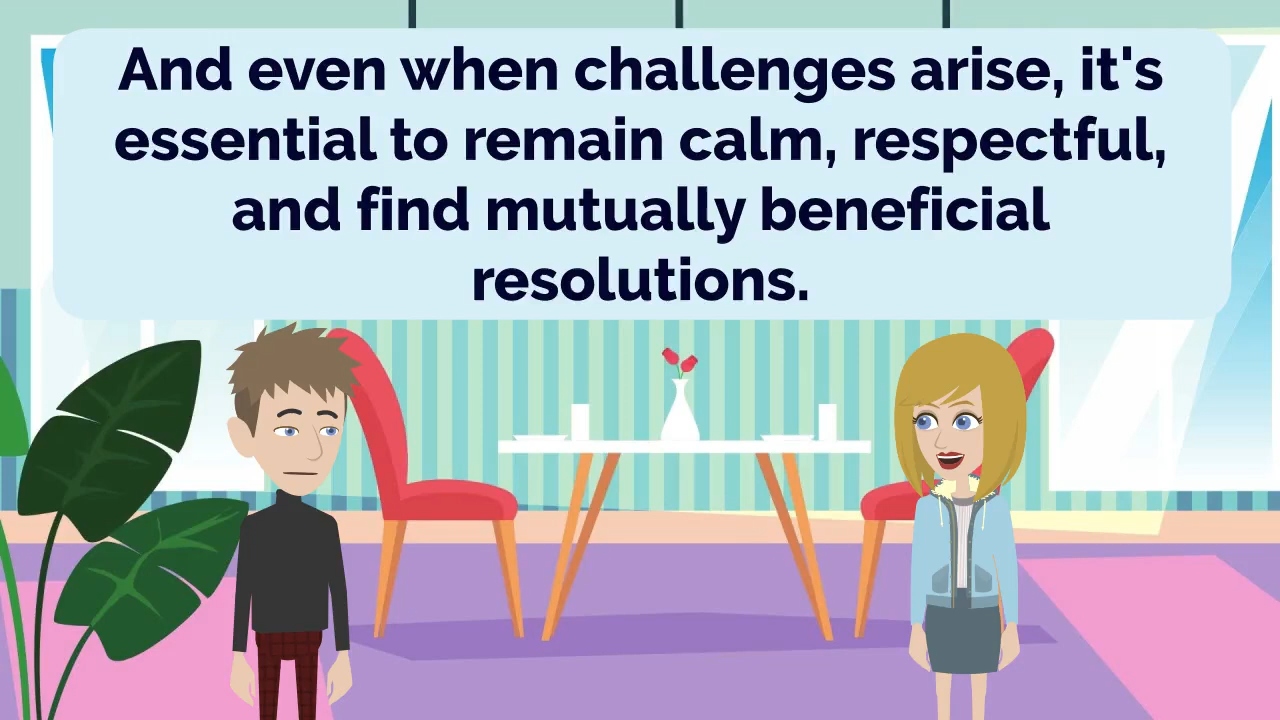 And even when challenges arise, it's
essential to remain calm, respectful,
and find mutually beneficial
resolutions.